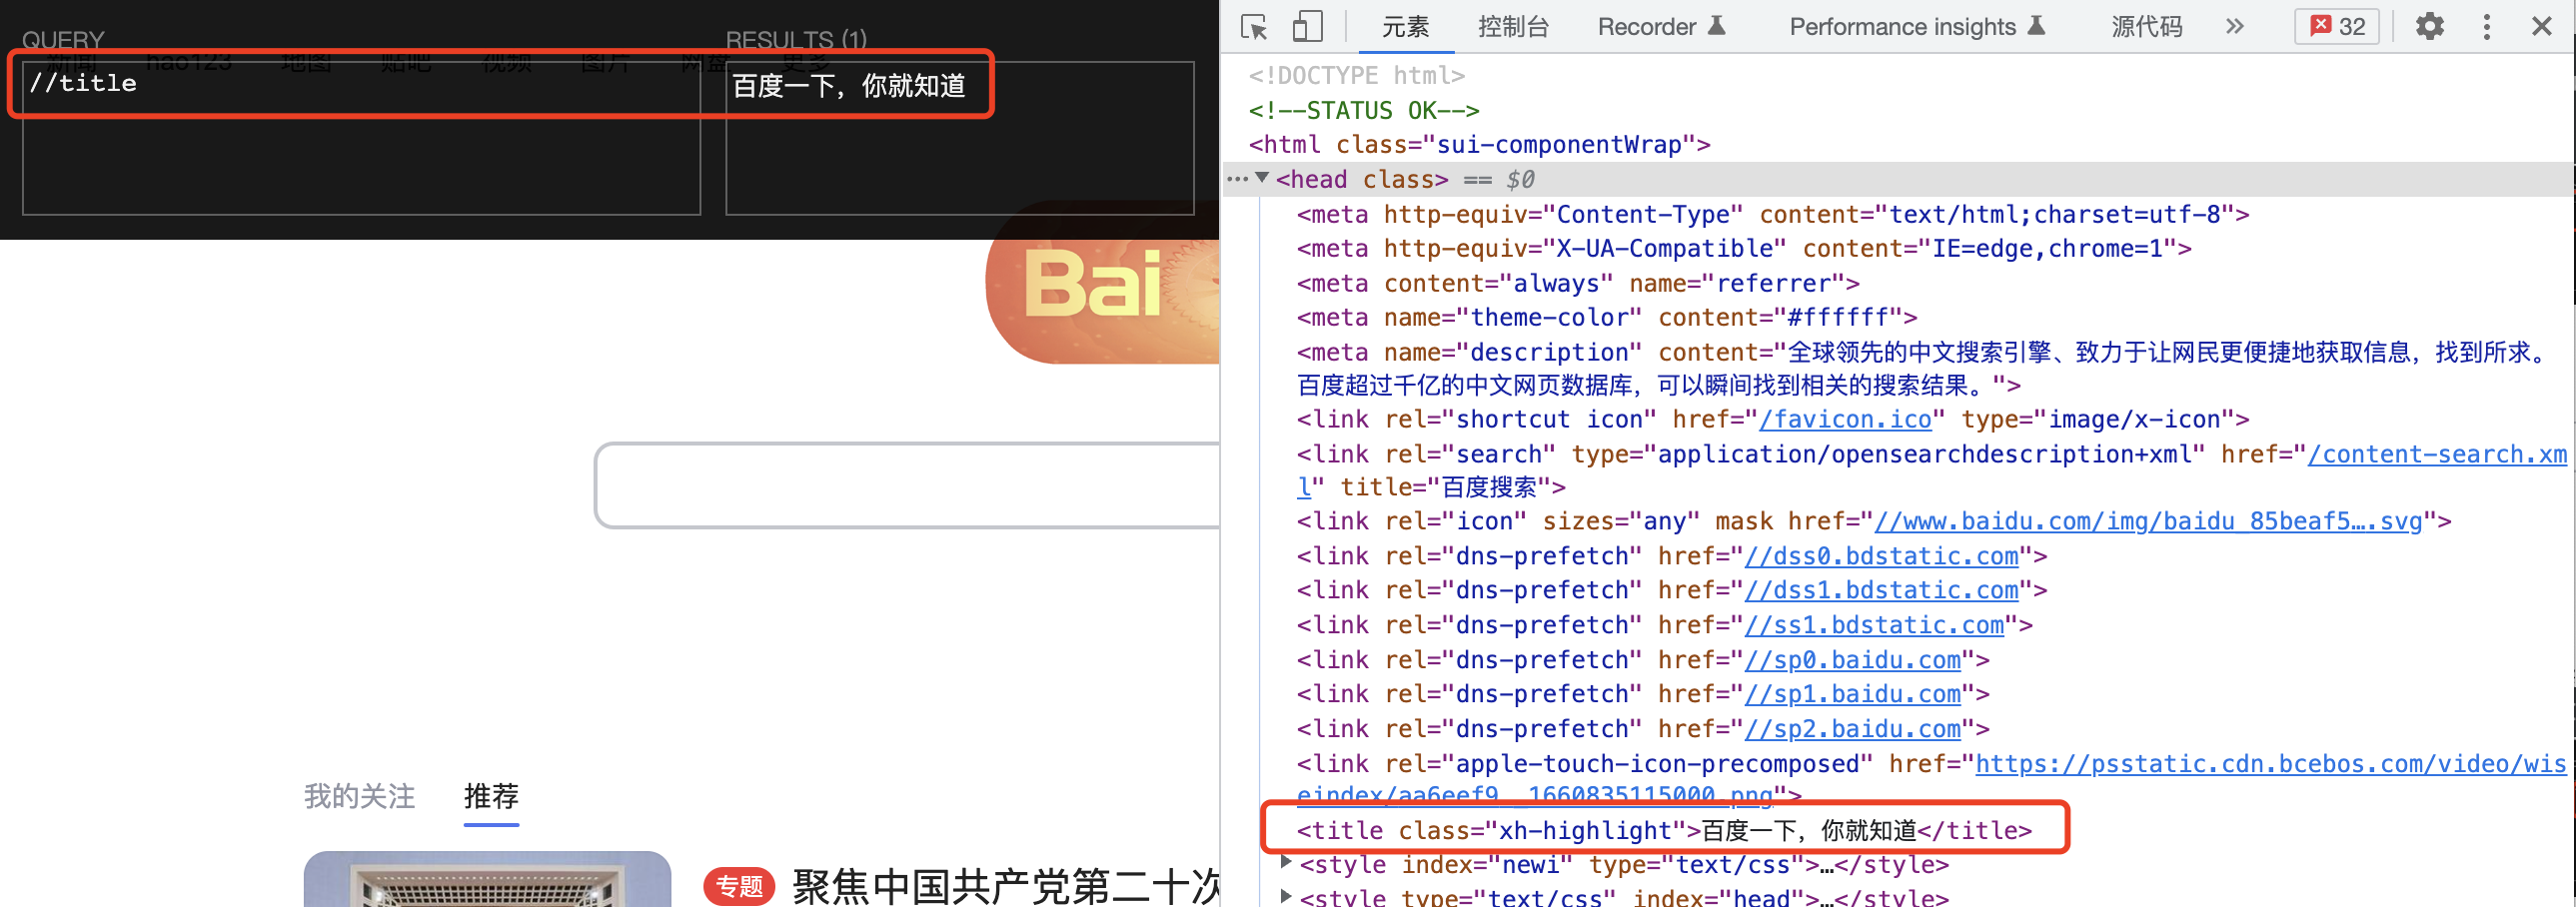 QUERY
RESULTS (1)
新闻 hao123 地图 贴吧 视频 图片 网盘 更多
//title
百度一下，你就知道
Bai
我的关注
推荐
专题 聚焦中国共产党第二十次
元素 控制台 Recorder Performance insights 源代码 32
<!DOCTYPE html>
<!--STATUS OK-->
<html class="sui-componentWrap">
<head class> == $0
<meta http-equiv="Content-Type" content="text/html;charset=utf-8">
<meta http-equiv="X-UA-Compatible" content="IE=edge,chrome=1">
<meta content="always" name="referrer">
<meta name="theme-color" content="#ffffff">
<meta name="description" content="全球领先的中文搜索引擎、致力于让网民更便捷地获取信息，找到所求。
百度超过千亿的中文网页数据库，可以瞬间找到相关的搜索结果。">
<link rel="shortcut icon" href="/favicon.ico" type="image/x-icon">
<link rel="search" type="application/opensearchdescription+xml" href="/content-search.xm
l" title="百度搜索">
<link rel="icon" sizes="any" mask href="//www.baidu.com/img/baidu_85beaf5….svg">
<link rel="dns-prefetch" href="//dss0.bdstatic.com">
<link rel="dns-prefetch" href="//dss1.bdstatic.com">
<link rel="dns-prefetch" href="//ss1.bdstatic.com">
<link rel="dns-prefetch" href="//sp0.baidu.com">
<link rel="dns-prefetch" href="//sp1.baidu.com">
<link rel="dns-prefetch" href="//sp2.baidu.com">
<link rel="apple-touch-icon-precomposed" href="https://psstatic.cdn.bcebos.com/video/wis
eindex/aa6eef9…_1660835115000.png">
<title class="xh-highlight">百度一下，你就知道</title>
<style index="newi" type="text/css">…</style>
<style type="text/css" index="head">…</style>